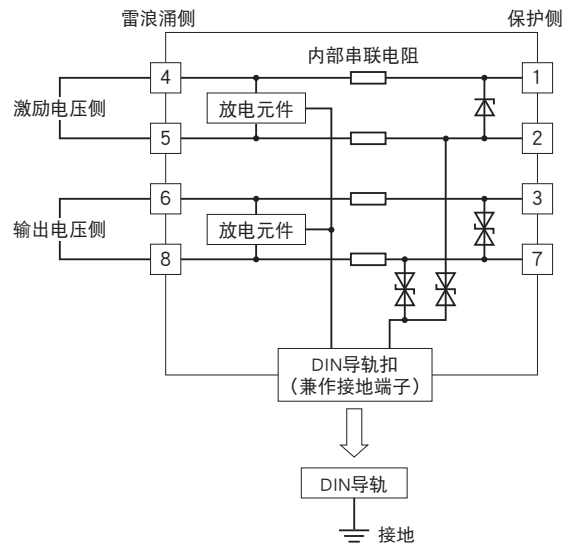 雷浪涌侧
保护侧
内部串联电阻
4
1
激励电压侧
放电元件
5
2
6
3
输出电压侧
放电元件
8
7
DIN导轨扣
（兼作接地端子）
DIN导轨
接地